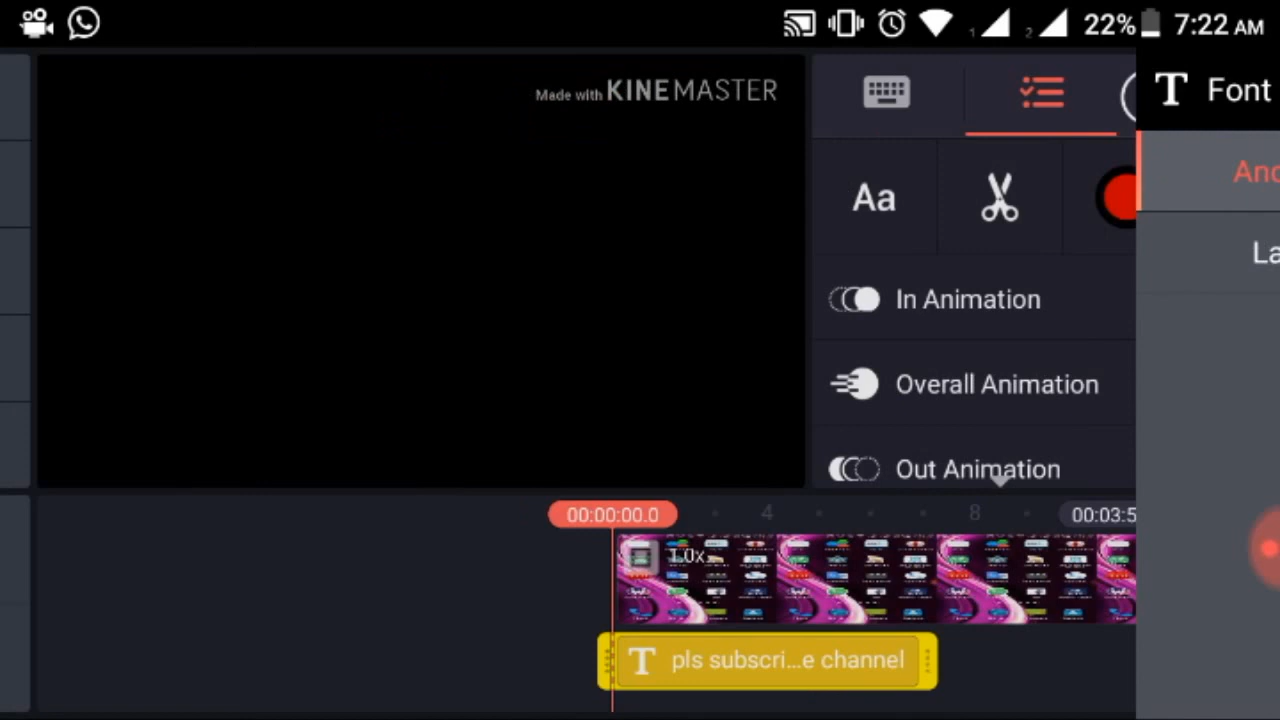 22% 7:22 AM
Made with KINEMASTER
T Font
Aa
In Animation
Overall Animation
Out Animation
00:00:00.0 4 8 00:03:5
1.0x
T pls subscri...e channel